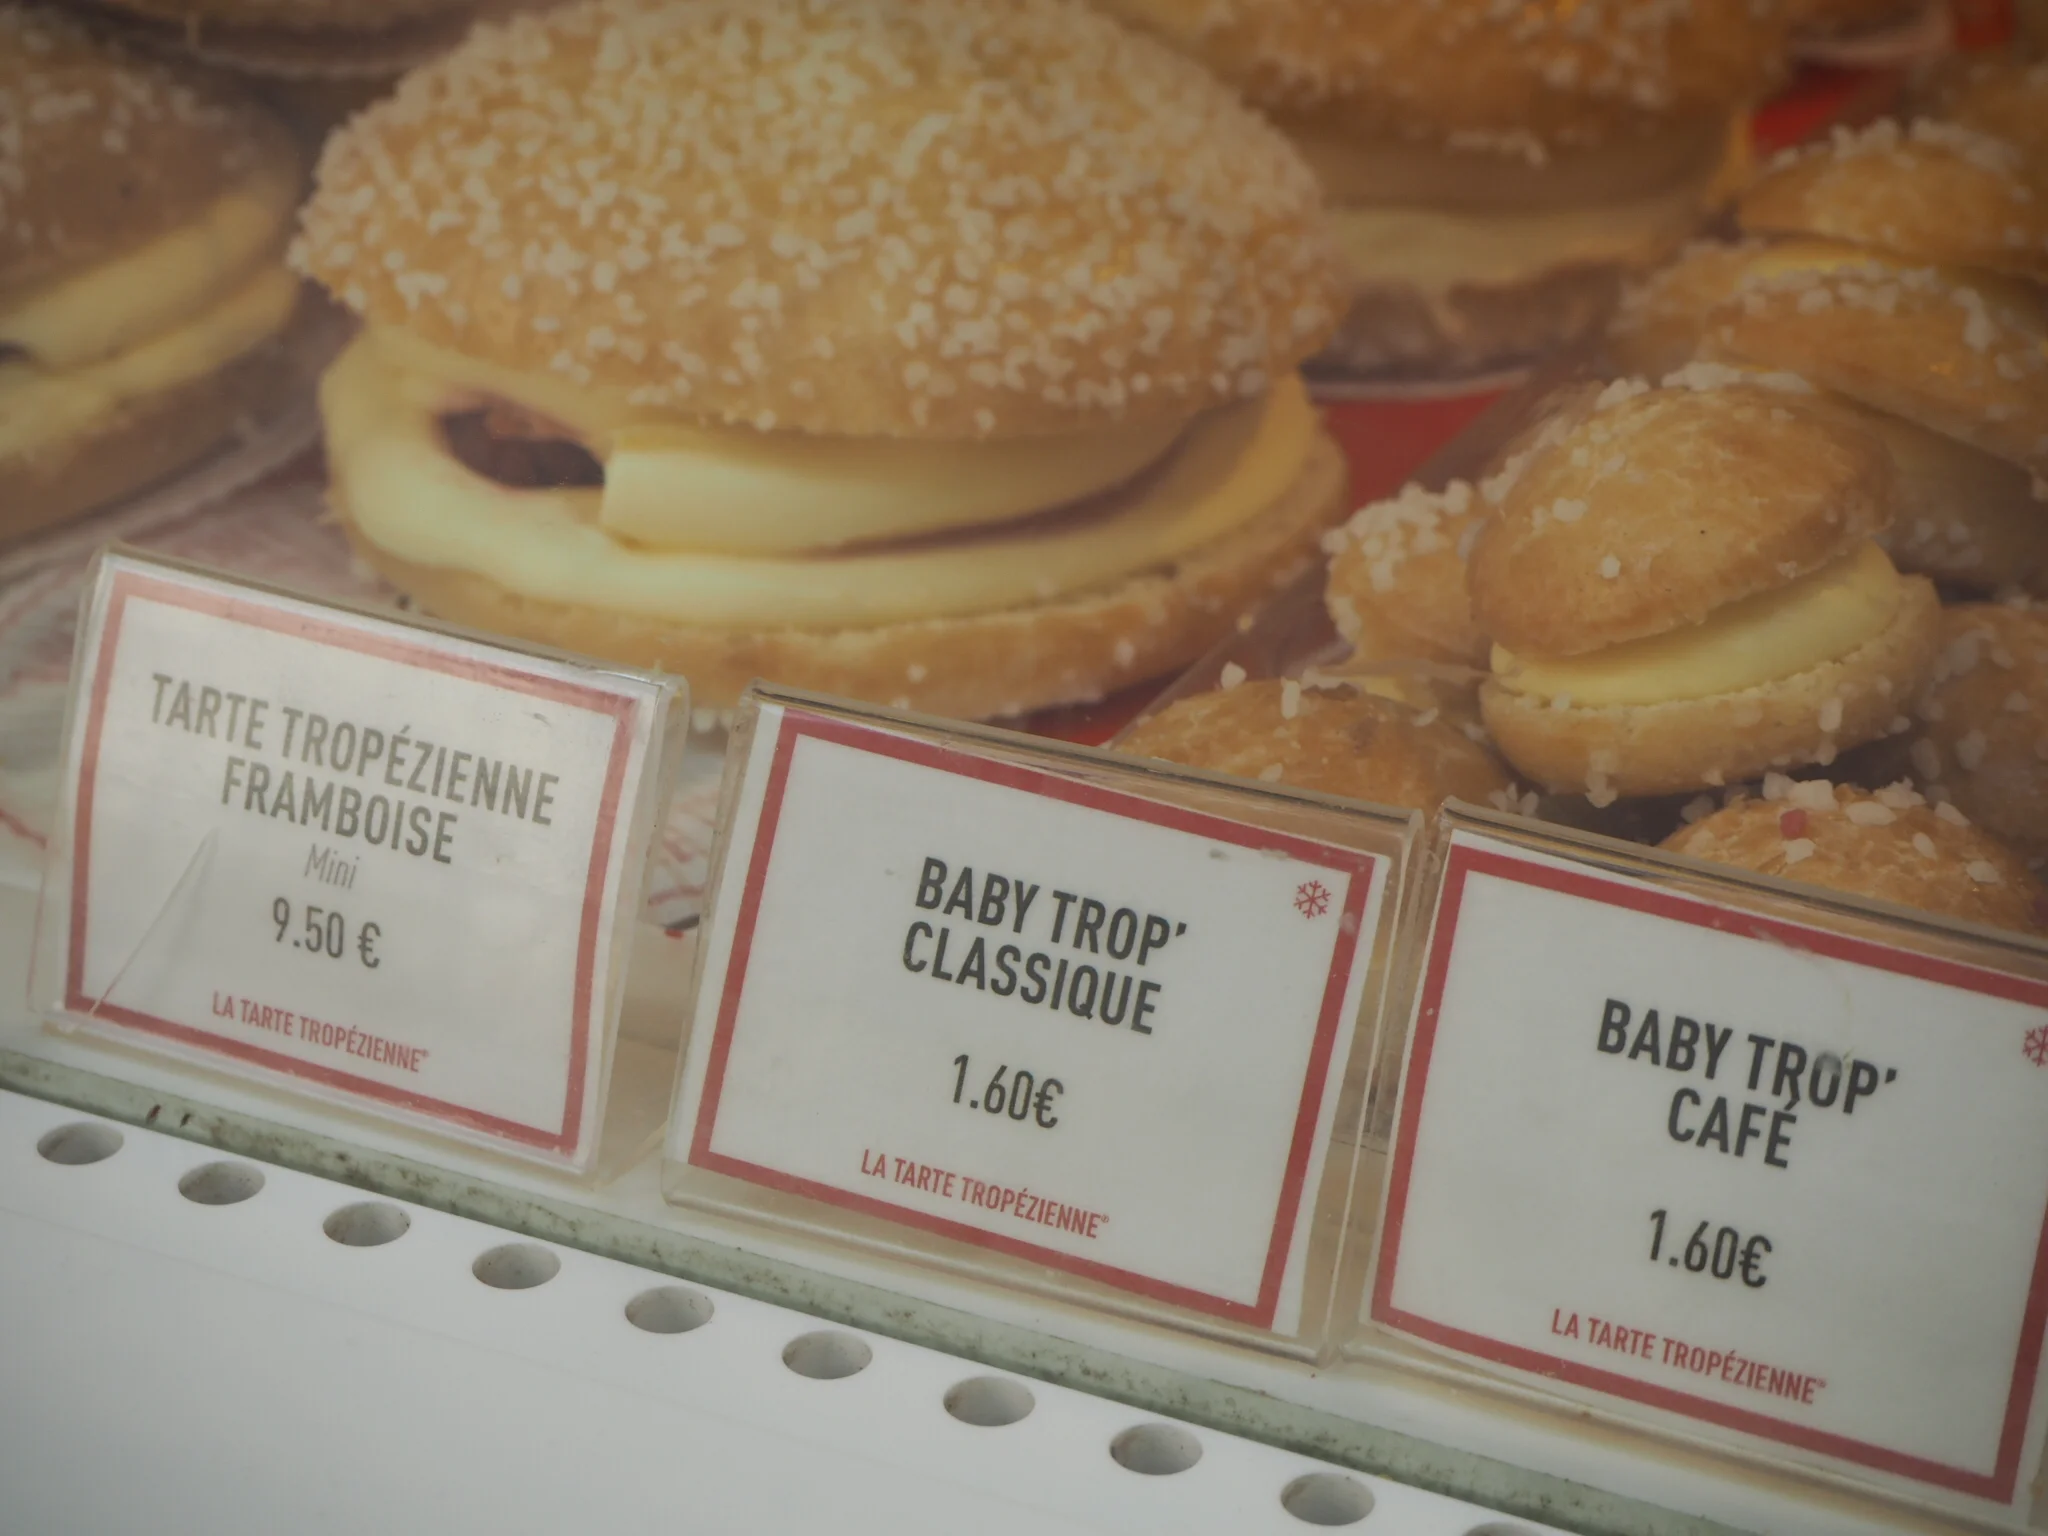 TARTE TROPÉZIENNE
FRAMBOISE
Mini
9.50 €
LA TARTE TROPÉZIENNE®
BABY TROP'
CLASSIQUE
1.60€
LA TARTE TROPÉZIENNE®
BABY TROP'
CAFÉ
1.60€
LA TARTE TROPÉZIENNE®